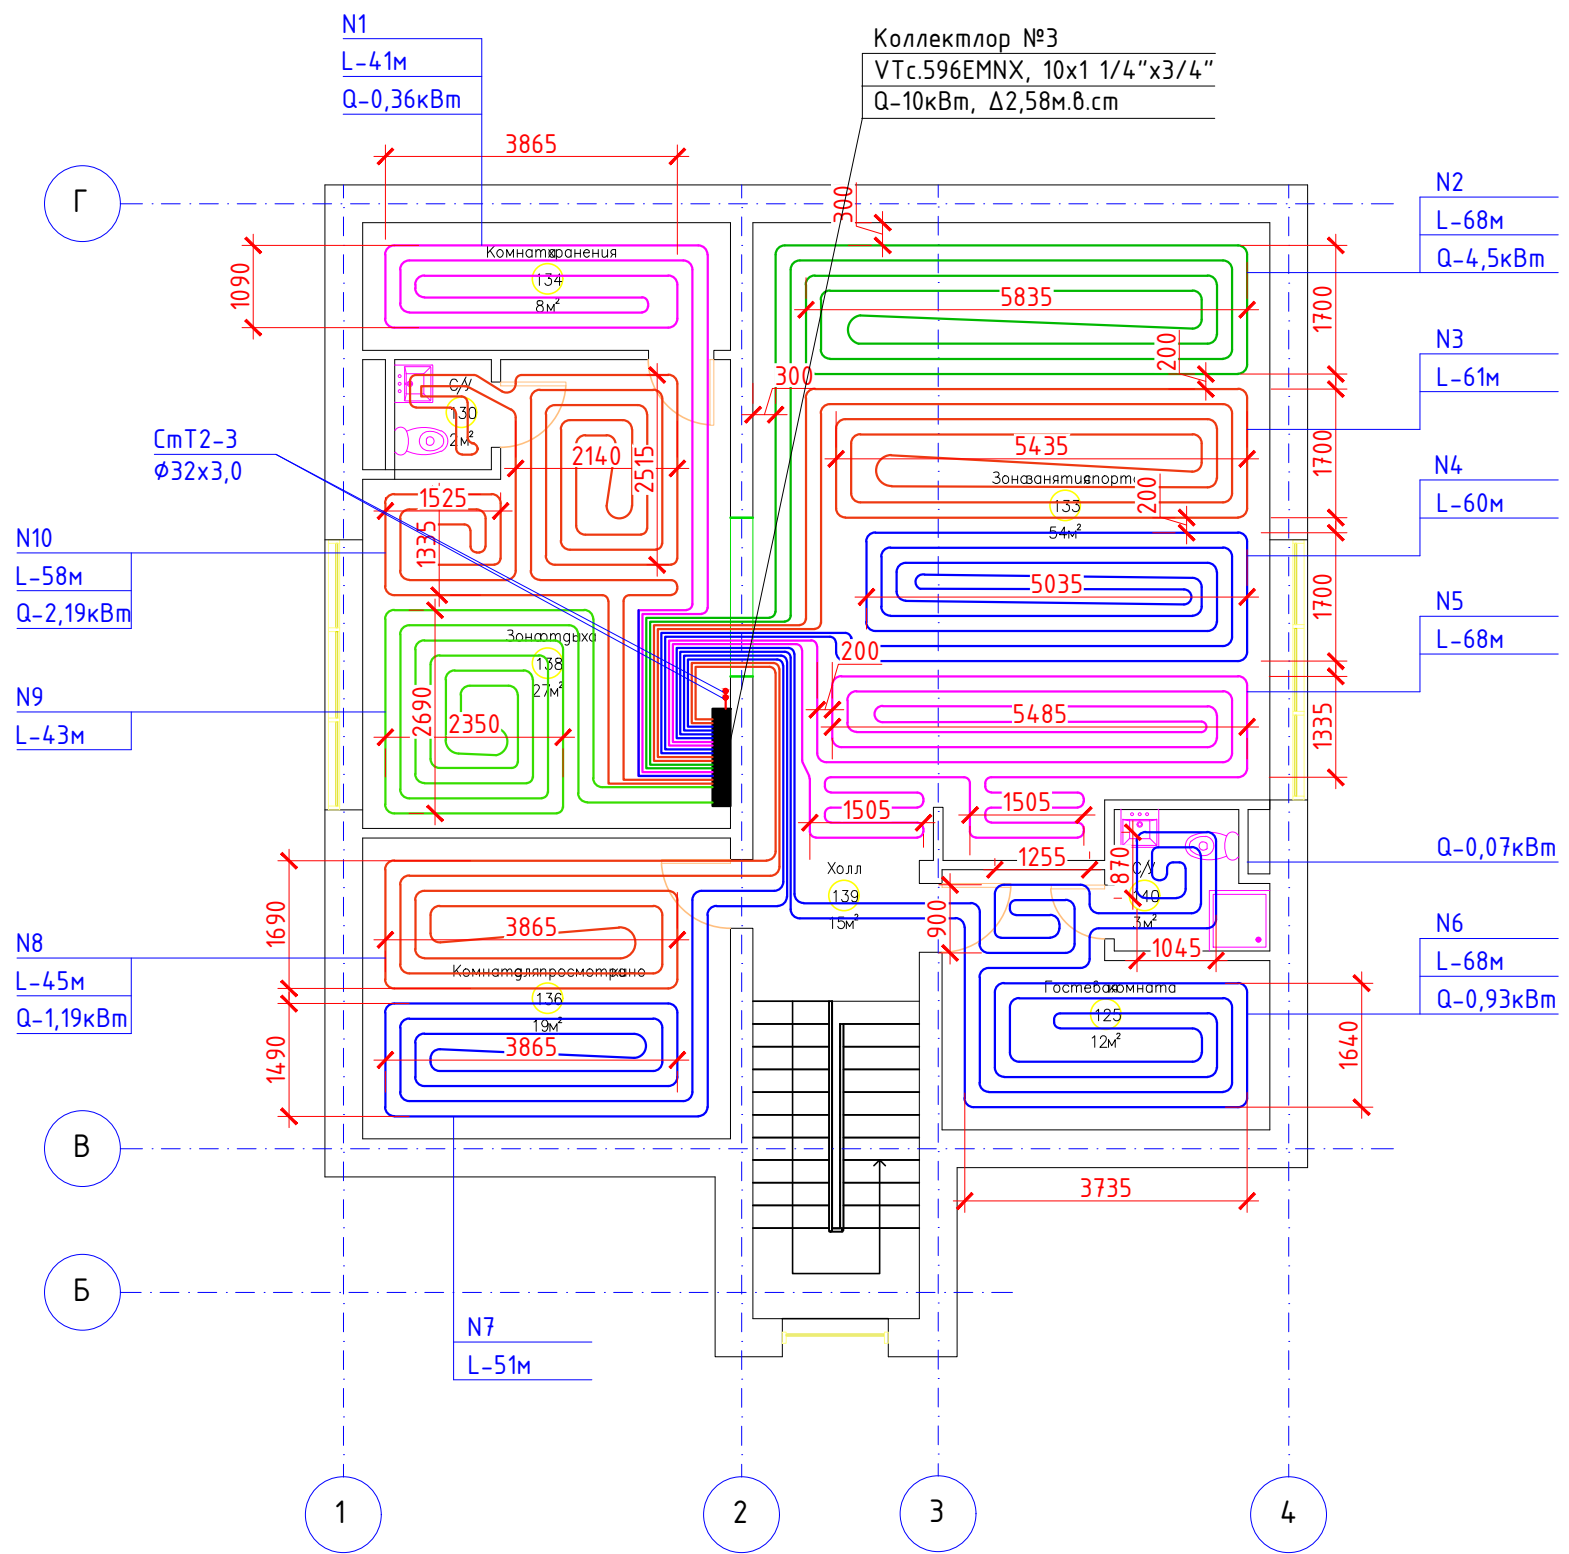 N1
L-41м
Q-0,36кВт
Коллектлор №3
VTc.596EMNX, 10x1 1/4"x3/4"
Q-10кВт, Δ2,58м.в.ст
3865
Г
300
N2
L-68м
Q-4,5кВт
Комнатахранения
134
8м²
1090
5835
1700
200
N3
L-61м
300
С/У
130
2м²
СтТ2-3
Ф32х3,0
2140
2515
5435
1700
Зоназанятияспорто
133
54м²
200
N4
L-60м
1525
1335
N10
L-58м
Q-2,19кВт
5035
1700
N5
L-68м
Зонаотдыха
138
27м²
200
N9
L-43м
2690
2350
5485
1335
1505
1505
Q-0,07кВт
Холл
139
15м²
1255
870
С/У
140
3м²
900
1045
1690
3865
N8
L-45м
Q-1,19кВт
Комнатадляпросмотракино
136
19м²
3865
1490
Гостеваякомната
125
12м²
N6
L-68м
Q-0,93кВт
1640
В
3735
Б
N7
L-51м
1
2
3
4